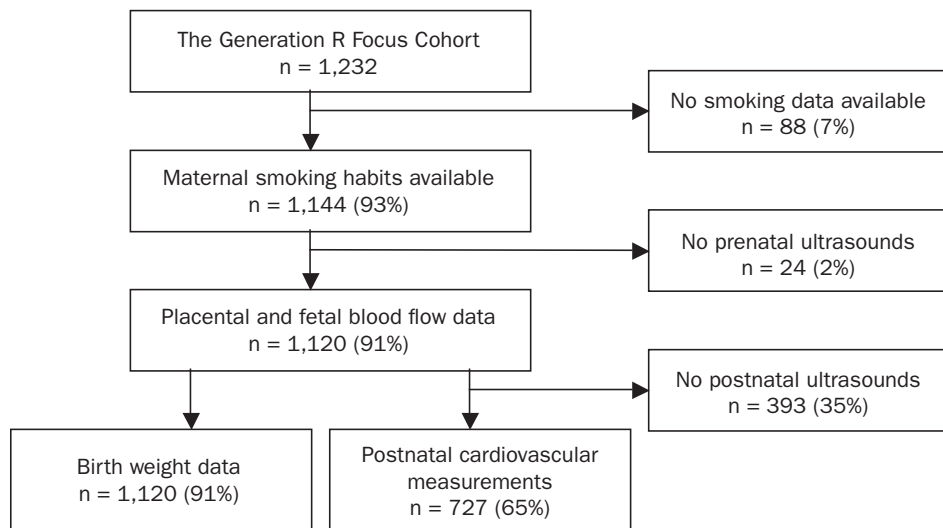 The Generation R Focus Cohort
n = 1,232
No smoking data available
n = 88 (7%)
Maternal smoking habits available
n = 1,144 (93%)
No prenatal ultrasounds
n = 24 (2%)
Placental and fetal blood flow data
n = 1,120 (91%)
No postnatal ultrasounds
n = 393 (35%)
Birth weight data
n = 1,120 (91%)
Postnatal cardiovascular
measurements
n = 727 (65%)